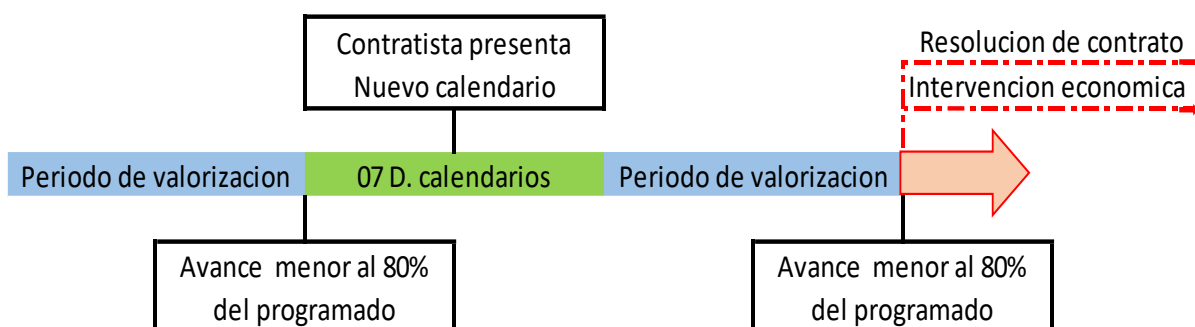 Contratista presenta
Nuevo calendario
Resolucion de contrato
Intervencion economica
Periodo de valorizacion
07 D. calendarios
Periodo de valorizacion
Avance menor al 80%
del programado
Avance menor al 80%
del programado